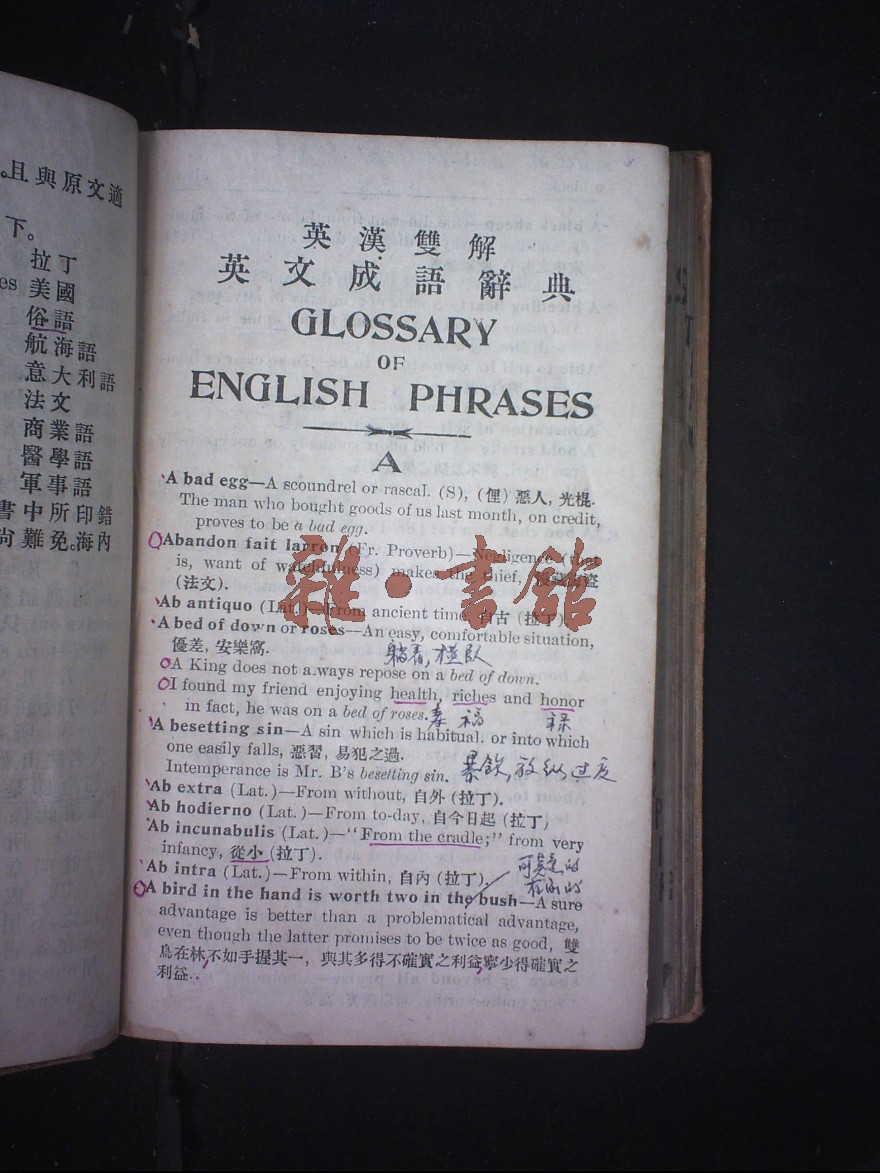 且與原文適
下。
拉丁
es 美國
俗語
航海語
意大利語
法文
商業語
醫學語
軍事語
書中所印錯
尚難免。海內
英漢雙解
英文成語辭典
GLOSSARY
OF
ENGLISH PHRASES
A
A bad egg—A scoundrel or rascal. (S), (俚) 惡人, 光棍.
The man who bought goods of us last month, on credit,
proves to be a bad egg.
Abandon fait larron (Fr. Proverb)—Negligence (that
is, want of watchfulness) makes the thief, 盜
(法文).
Ab antiquo (Lat.)—From ancient time, 自古 (拉丁).
A bed of down or roses—An easy, comfortable situation,
優差, 安樂窩.
躺着,
A King does not a.ways repose on a bed of down.
I found my friend enjoying health, riches and honor
in fact, he was on a bed of roses. 福 禄
A besetting sin—A sin which is habitual. or into which
one easily falls, 惡習, 易犯之過.
Intemperance is Mr. B's besetting sin. 暴飲, 放纵, 过度
Ab extra (Lat.)—From without, 自外 (拉丁).
Ab hodierno (Lat.)—From to-day, 自今日起 (拉丁)
Ab incunabulis (Lat.)—"From the cradle;" from very
infancy, 從小 (拉丁).
Ab intra (Lat.)—From within, 自內 (拉丁).
可疑的
A bird in the hand is worth two in the bush—A sure
advantage is better than a problematical advantage,
even though the latter promises to be twice as good, 雙
鳥在林,不如手握其一, 與其多得不確實之利益,寧少得確實之
利益..
雜·書館